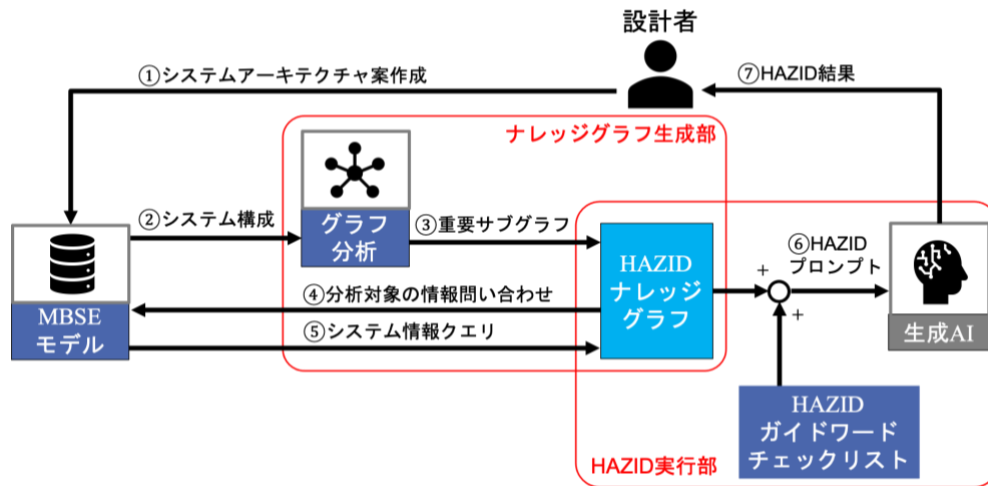 設計者
①システムアーキテクチャ案作成
⑦HAZID結果
ナレッジグラフ生成部
②システム構成
グラフ
分析
③重要サブグラフ
HAZID
ナレッジ
グラフ
⑥HAZID
プロンプト
+
+
④分析対象の情報問い合わせ
⑤システム情報クエリ
MBSE
モデル
生成AI
HAZID
ガイドワード
チェックリスト
HAZID実行部